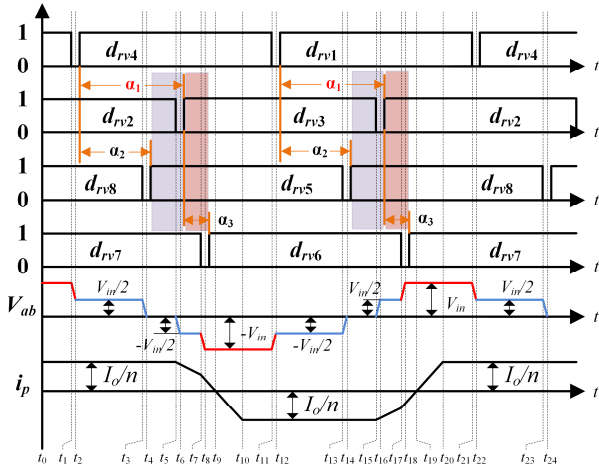 1 d_rv4 d_rv1 d_rv4
0 t
α₁ α₁
1 d_rv2 d_rv3 d_rv2
0 t
α₂ α₂
1 d_rv8 d_rv5 d_rv8
0 t
α₃ α₃
1 d_rv7 d_rv6 d_rv7
0 t
V_in/2 V_in/2 V_in V_in/2
V_ab t
-V_in/2 -V_in -V_in/2
I_o/n I_o/n
i_p t
I_o/n
t₀ t₁ t₂ t₃ t₄ t₅ t₆ t₇ t₈ t₉ t₁₀ t₁₁ t₁₂ t₁₃ t₁₄ t₁₅ t₁₆ t₁₇ t₁₈ t₁₉ t₂₀ t₂₁ t₂₂ t₂₃ t₂₄